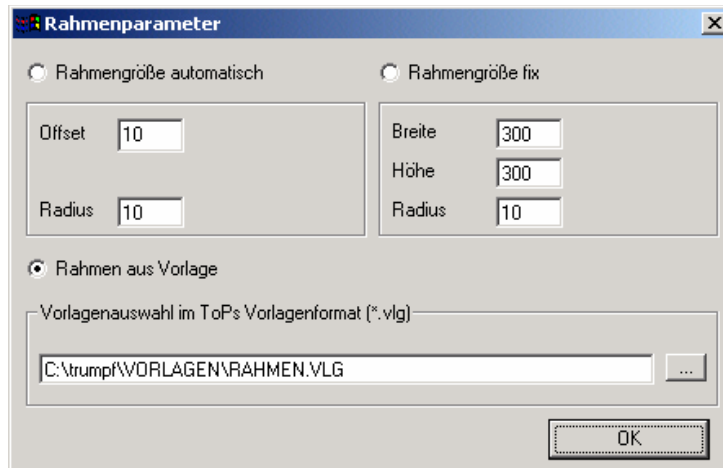 Rahmenparameter
Rahmengröße automatisch
Rahmengröße fix
Offset 10
Radius 10
Breite 300
Höhe 300
Radius 10
Rahmen aus Vorlage
Vorlagenauswahl im ToPs Vorlagenformat (*.vlg)
C:\trumpf\VORLAGEN\RAHMEN.VLG
...
OK